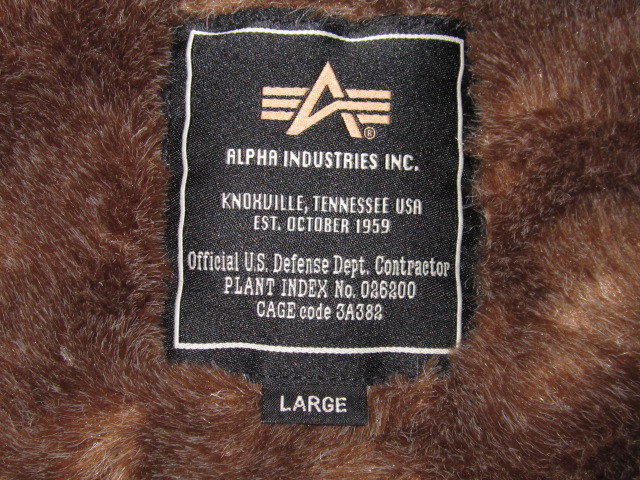 A
®
ALPHA INDUSTRIES INC.
KNOXVILLE, TENNESSEE USA
EST. OCTOBER 1959
Official U.S. Defense Dept. Contractor
PLANT INDEX No. 026200
CAGE code 3A382
LARGE